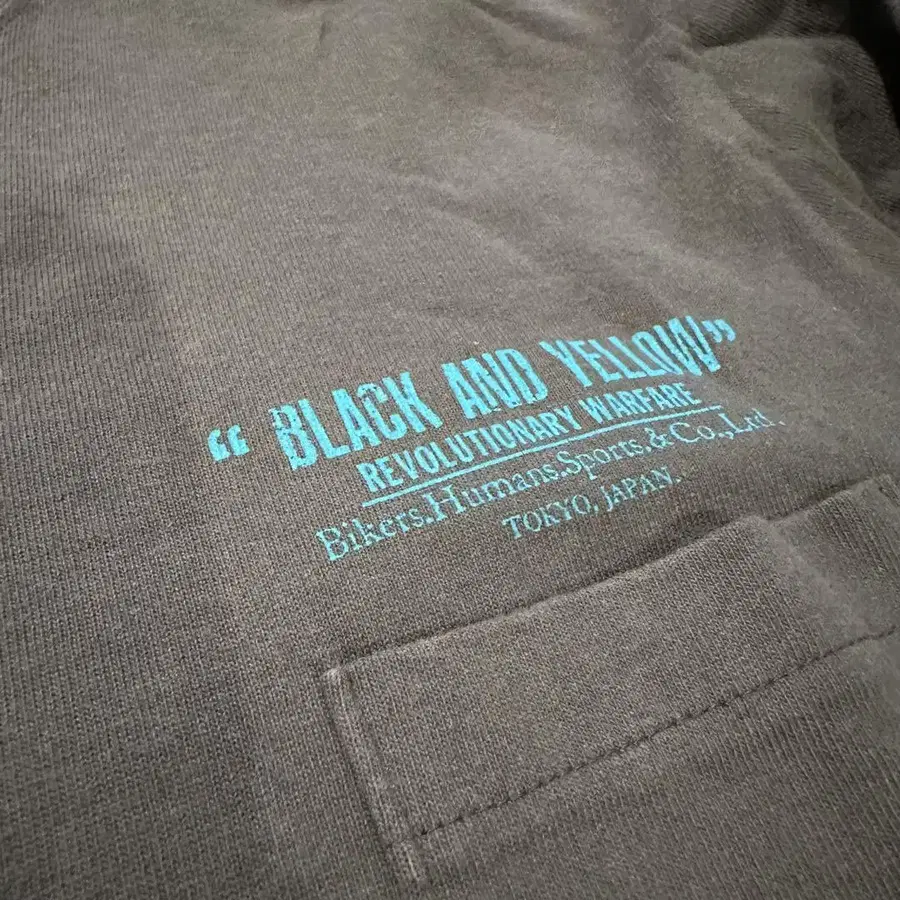 “ BLACK AND YELLOW”
REVOLUTIONARY WARFARE
Bikers.Humans.Sports,&Co.,Ltd.
TOKYO, JAPAN.